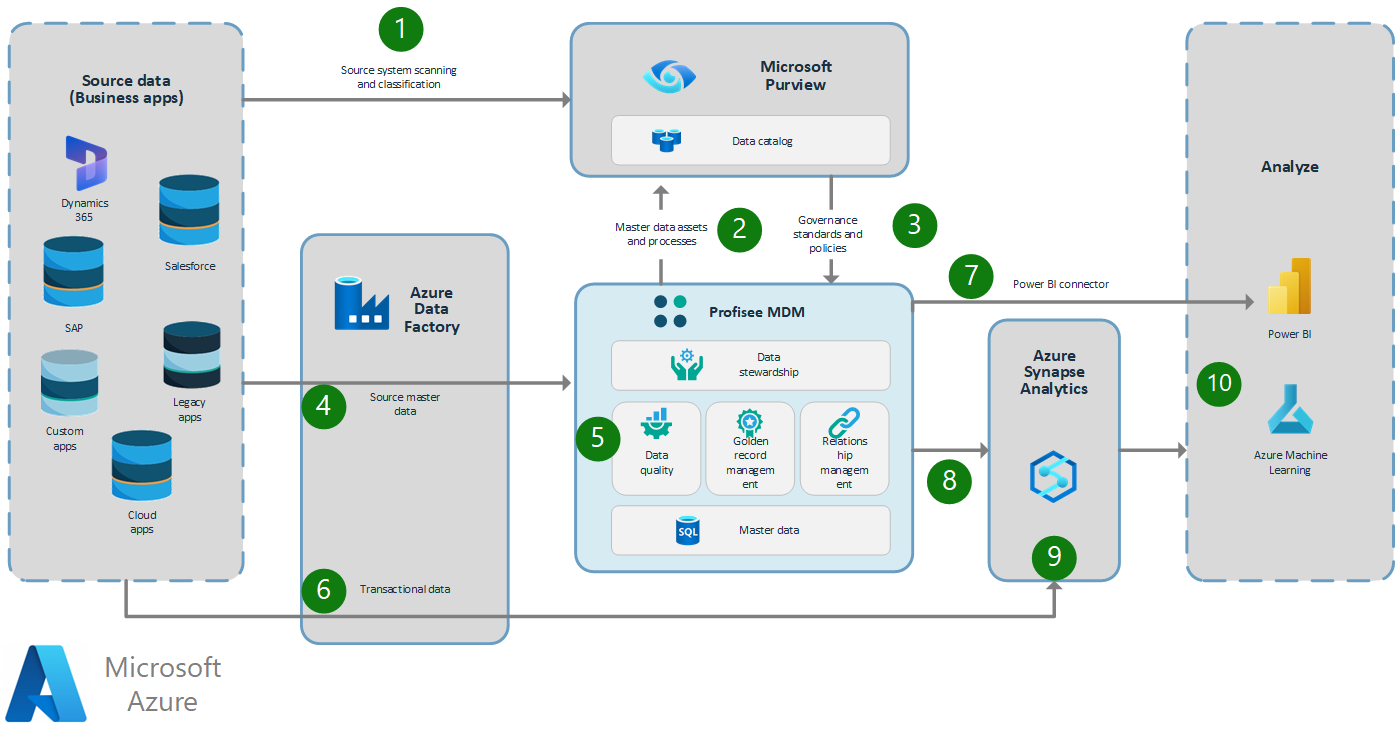 1
Source system scanning
and classification
Source data
(Business apps)
Dynamics
365
Salesforce
SAP
Legacy
apps
Custom
apps
Cloud
apps
Microsoft
Purview
Data catalog
Master data assets
and processes
2
Governance
standards and
policies
3
Azure
Data
Factory
4
Source master
data
6
Transactional data
Profisee MDM
Data
stewardship
5
Data
quality
Golden
record
managem
ent
Relations
hip
managem
ent
SQL
Master data
7
Power BI connector
8
Azure
Synapse
Analytics
9
Analyze
Power BI
10
Azure Machine
Learning
Microsoft
Azure